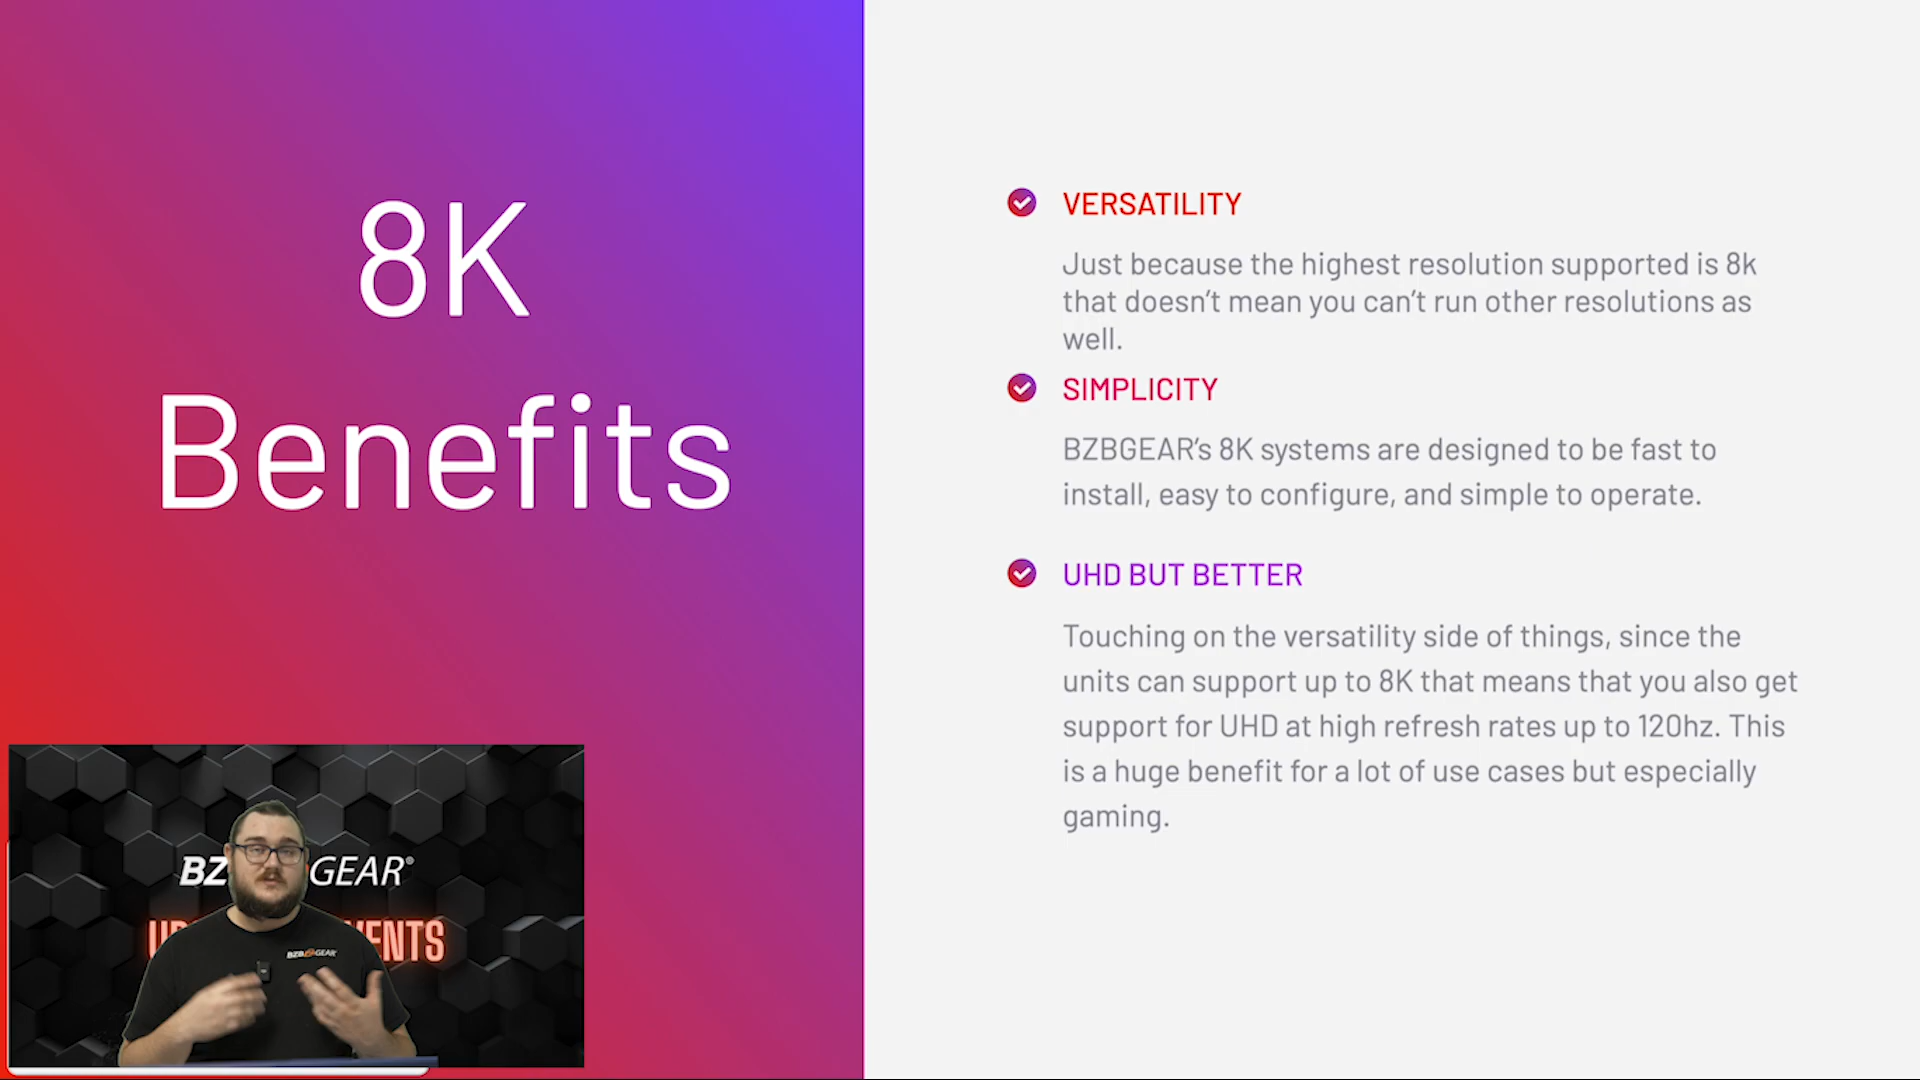 8K
Benefits
VERSATILITY
Just because the highest resolution supported is 8k
that doesn’t mean you can’t run other resolutions as
well.
SIMPLICITY
BZBGEAR’s 8K systems are designed to be fast to
install, easy to configure, and simple to operate.
UHD BUT BETTER
Touching on the versatility side of things, since the
units can support up to 8K that means that you also get
support for UHD at high refresh rates up to 120hz. This
is a huge benefit for a lot of use cases but especially
gaming.
BZ GEAR®
BZBGEAR